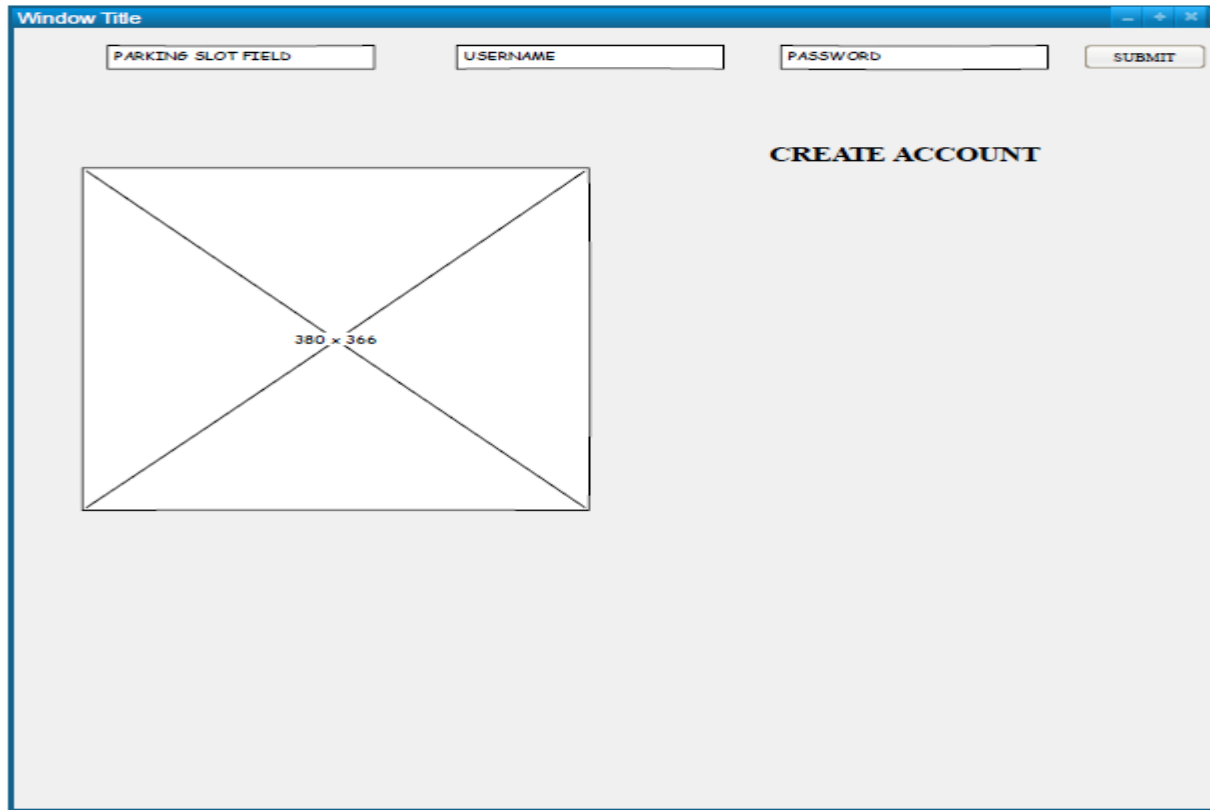 Window Title
PARKING SLOT FIELD
USERNAME
PASSWORD
SUBMIT
CREATE ACCOUNT
380 x 366